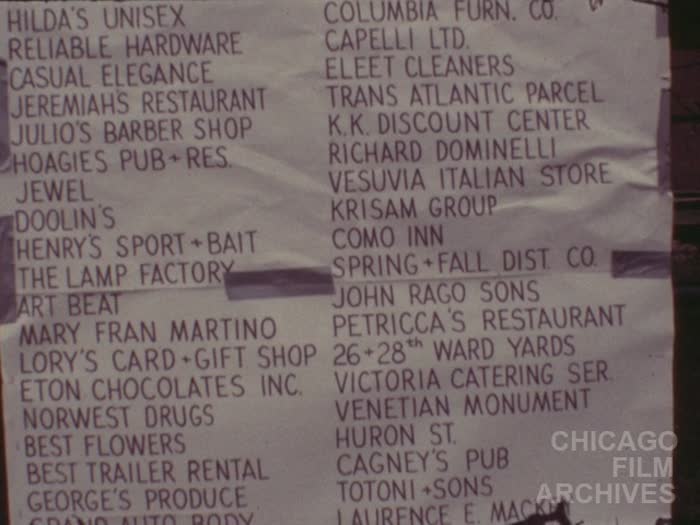 HILDA'S UNISEX
RELIABLE HARDWARE
CASUAL ELEGANCE
JEREMIAH'S RESTAURANT
JULIO'S BARBER SHOP
HOAGIES PUB + RES.
JEWEL
DOOLIN'S
HENRY'S SPORT + BAIT
THE LAMP FACTORY
ART BEAT
MARY FRAN MARTINO
LORY'S CARD + GIFT SHOP
ETON CHOCOLATES INC.
NORWEST DRUGS
BEST FLOWERS
BEST TRAILER RENTAL
GEORGE'S PRODUCE
GRAND AUTO BODY
COLUMBIA FURN. CO.
CAPELLI LTD.
ELEET CLEANERS
TRANS ATLANTIC PARCEL
K.K. DISCOUNT CENTER
RICHARD DOMINELLI
VESUVIA ITALIAN STORE
KRISAM GROUP
COMO INN
SPRING + FALL DIST. CO.
JOHN RAGO SONS
PETRICCA'S RESTAURANT
26 + 28th WARD YARDS
VICTORIA CATERING SER.
VENETIAN MONUMENT
HURON ST.
CAGNEY'S PUB
TOTONI + SONS
LAURENCE E.
CHICAGO
FILM
ARCHIVES